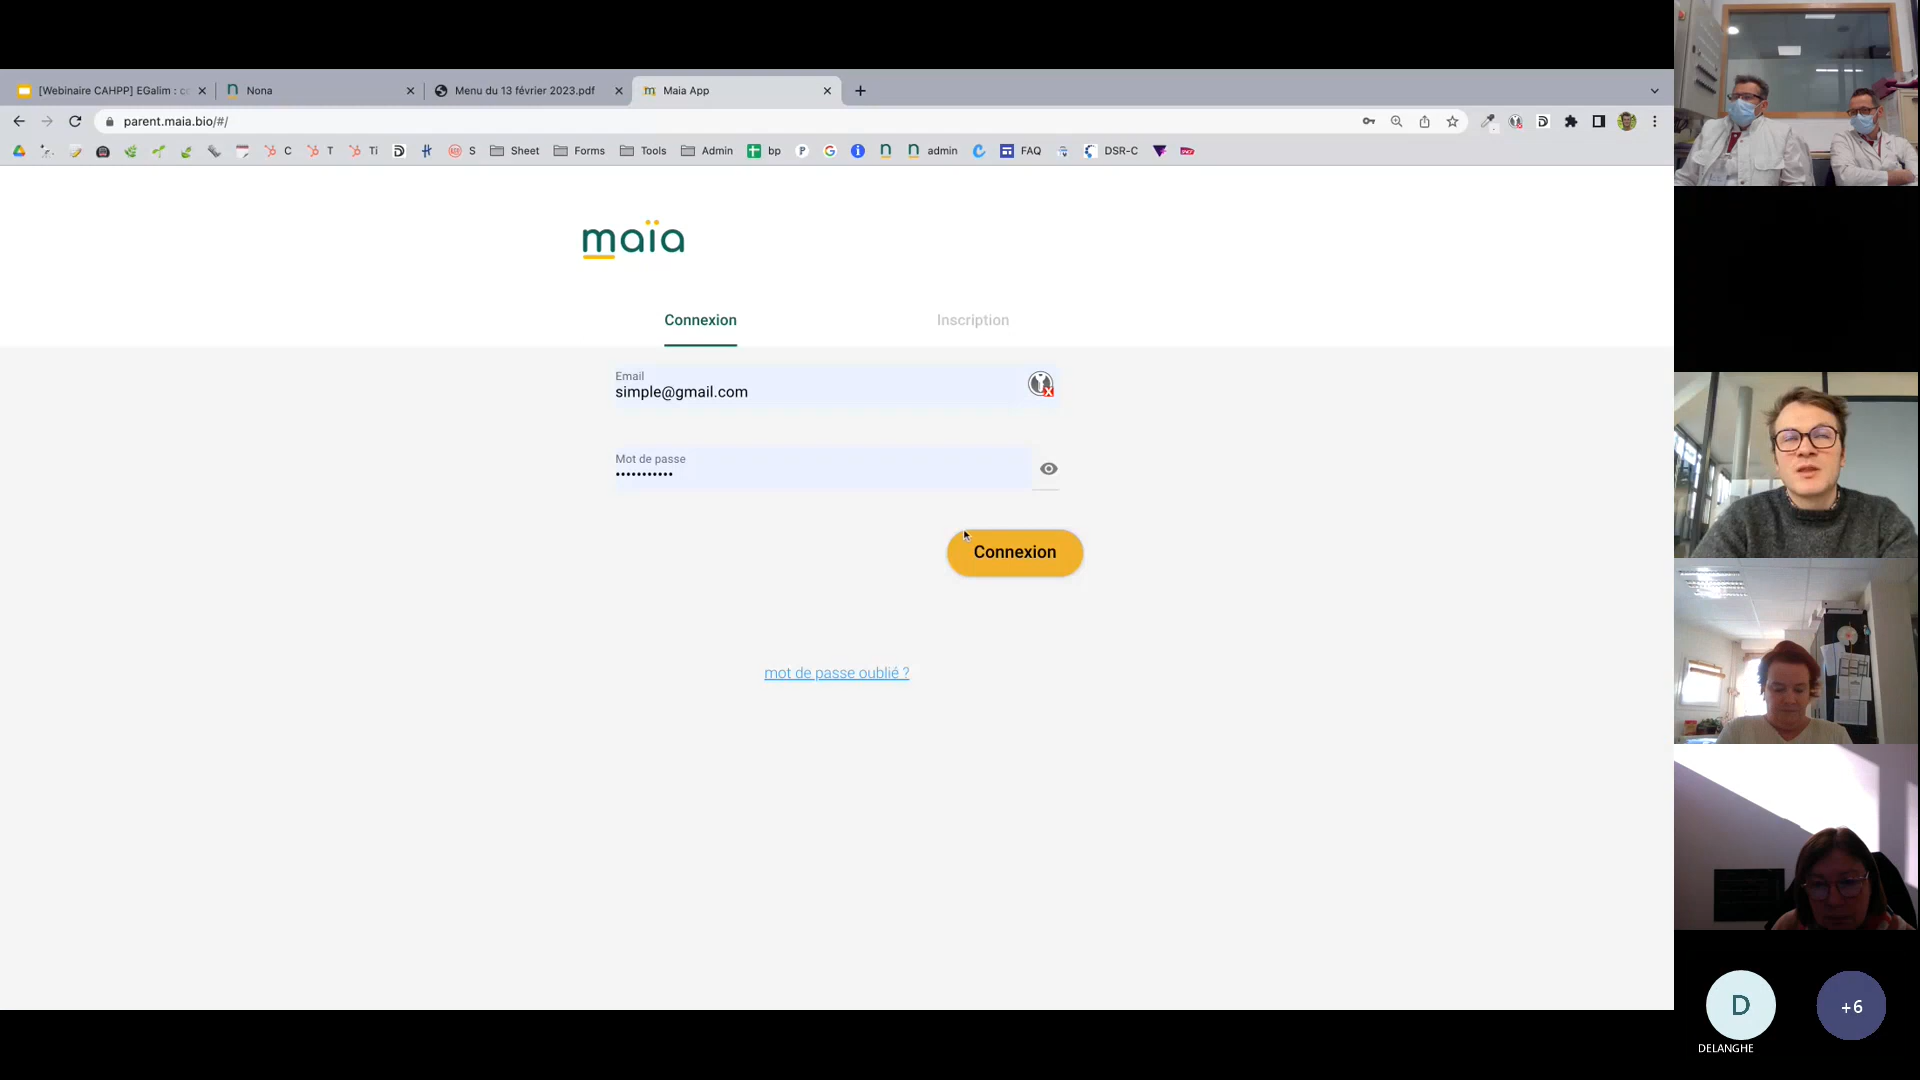 [Webinaire CAHPP] EGalim : co
Nona
Menu du 13 février 2023.pdf
Maia App
parent.maia.bio/#/
C
T
Ti
S
Sheet
Forms
Tools
Admin
bp
admin
FAQ
DSR-C
maïa
Connexion
Inscription
Email
simple@gmail.com
Mot de passe
•••••••••••
Connexion
mot de passe oublié ?
D
+6
DELANGHE